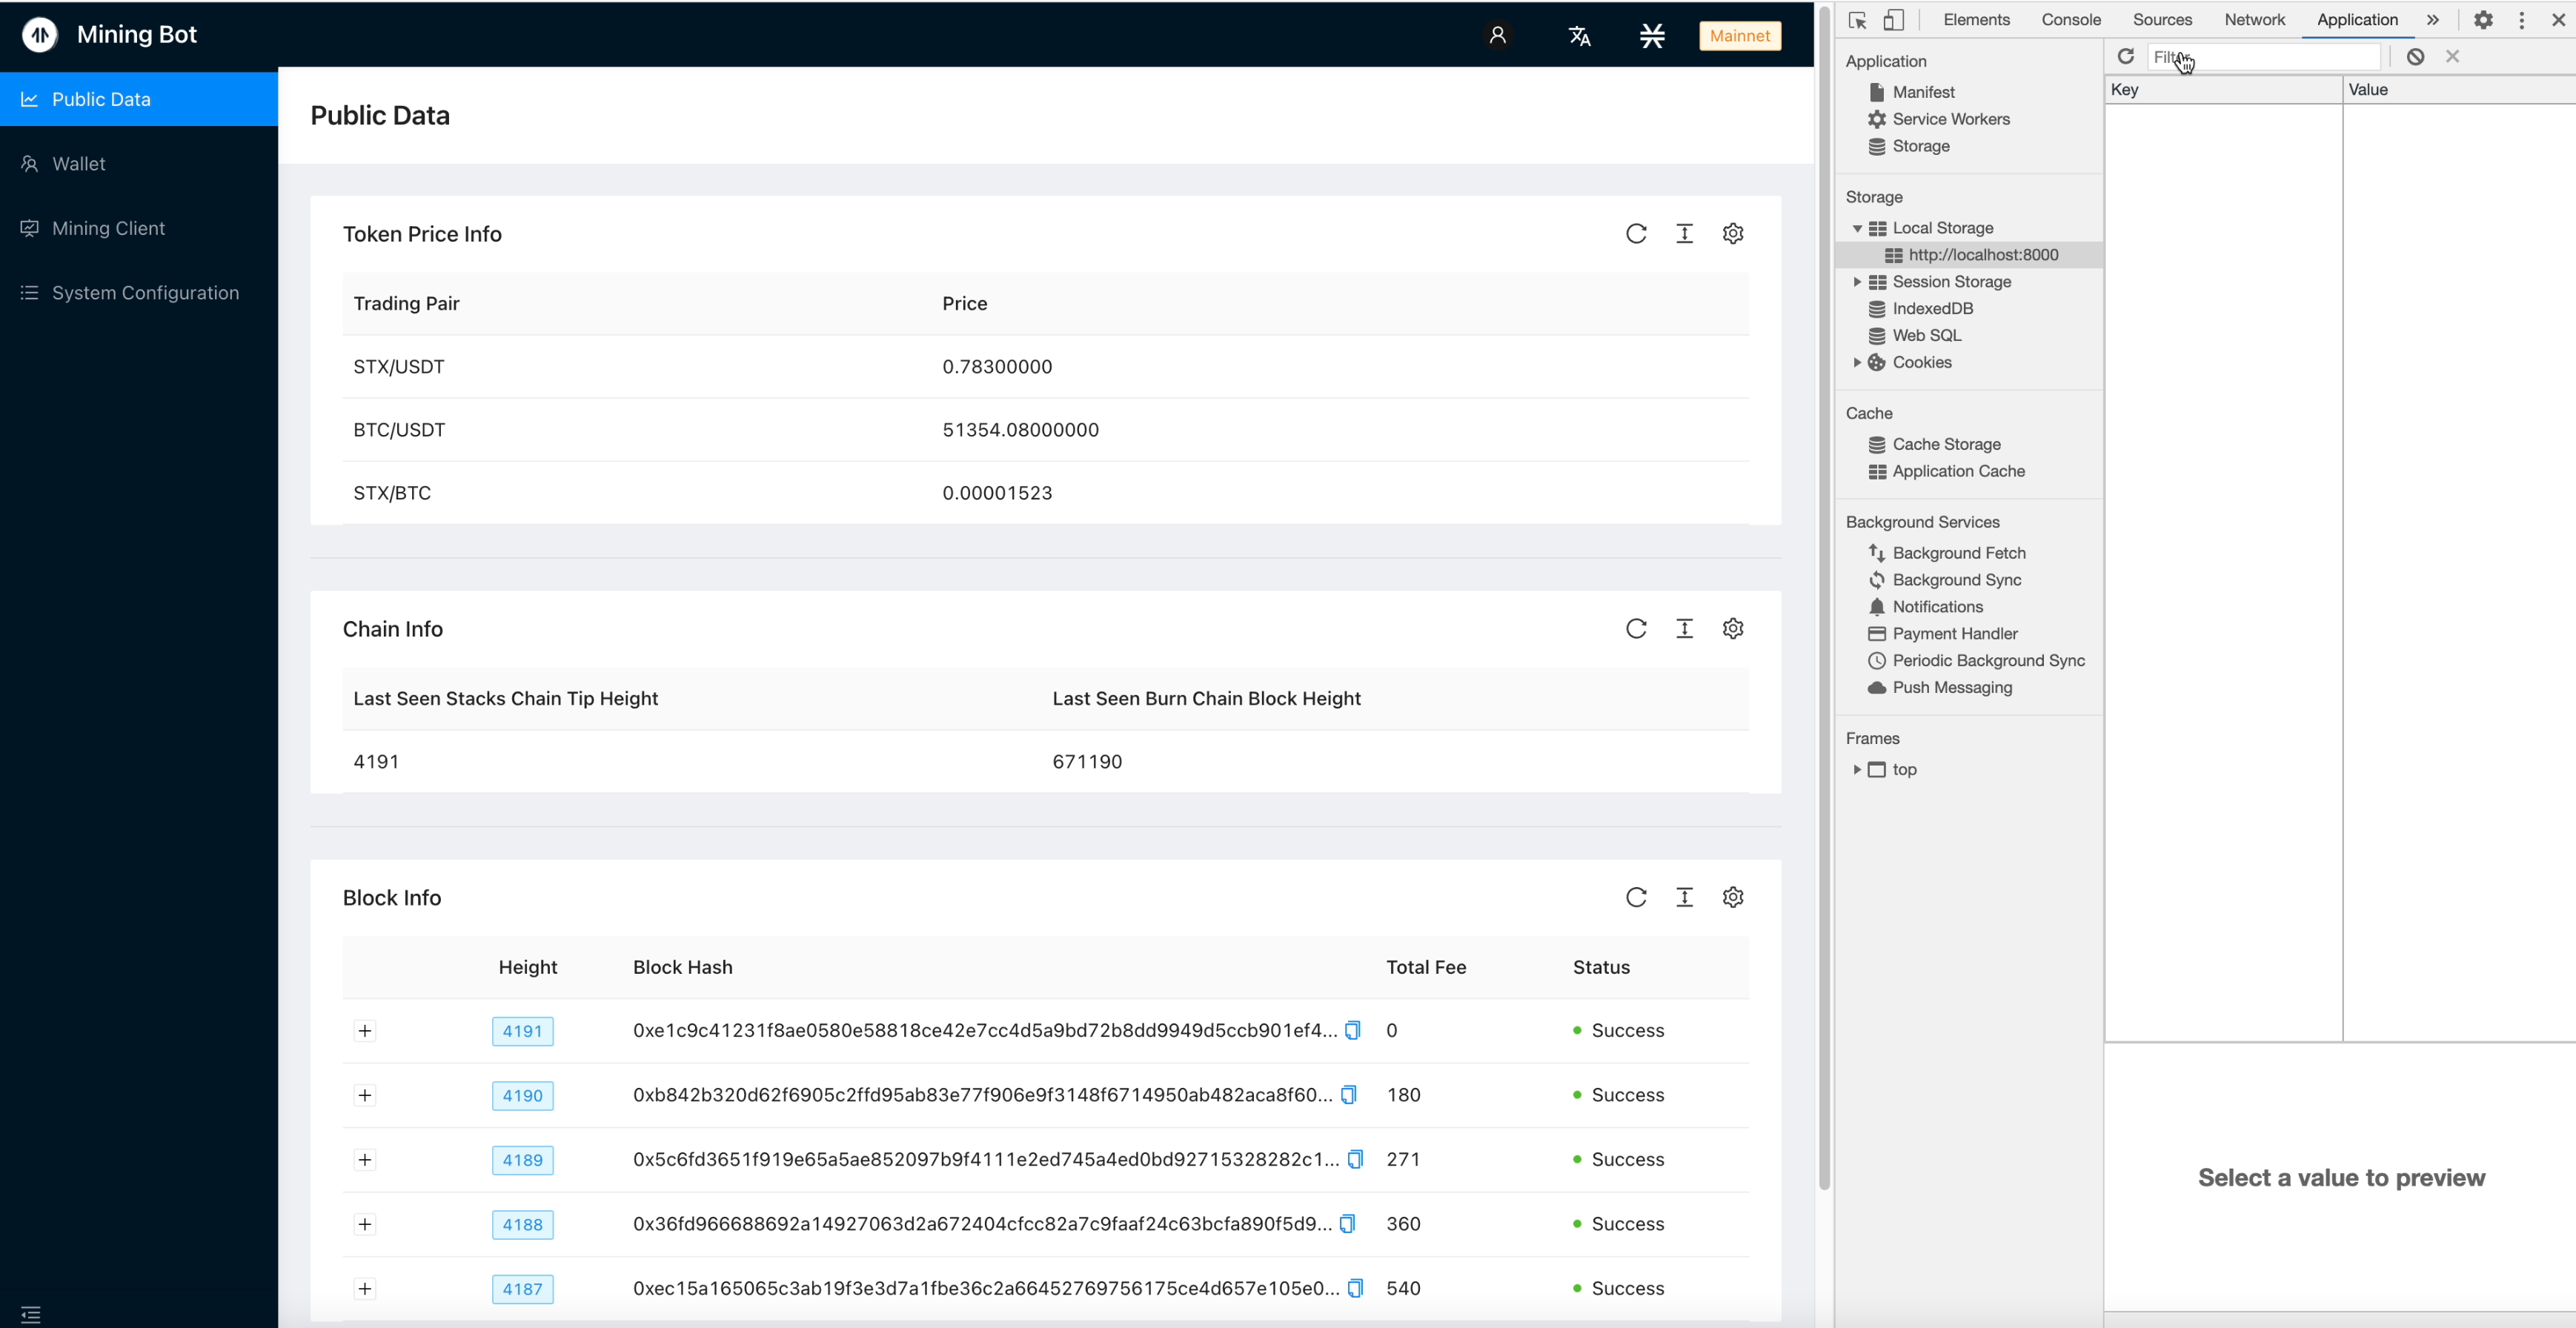 Mining Bot
Mainnet
Public Data
Wallet
Mining Client
System Configuration
Public Data
Token Price Info
Trading Pair Price
STX/USDT 0.78300000
BTC/USDT 51354.08000000
STX/BTC 0.00001523
Chain Info
Last Seen Stacks Chain Tip Height Last Seen Burn Chain Block Height
4191 671190
Block Info
Height Block Hash Total Fee Status
4191 0xe1c9c41231f8ae0580e58818ce42e7cc4d5a9bd72b8dd9949d5ccb901ef4... 0 Success
4190 0xb842b320d62f6905c2ffd95ab83e77f906e9f3148f6714950ab482aca8f60... 180 Success
4189 0x5c6fd3651f919e65a5ae852097b9f4111e2ed745a4ed0bd92715328282c1... 271 Success
4188 0x36fd966688692a14927063d2a672404cfcc82a7c9faaf24c63bcfa890f5d9... 360 Success
4187 0xec15a165065c3ab19f3e3d7a1fbe36c2a66452769756175ce4d657e105e0... 540 Success
Elements Console Sources Network Application
Application
Manifest
Service Workers
Storage
Storage
Local Storage
http://localhost:8000
Session Storage
IndexedDB
Web SQL
Cookies
Cache
Cache Storage
Application Cache
Background Services
Background Fetch
Background Sync
Notifications
Payment Handler
Periodic Background Sync
Push Messaging
Frames
top
Filter
Key Value
Select a value to preview